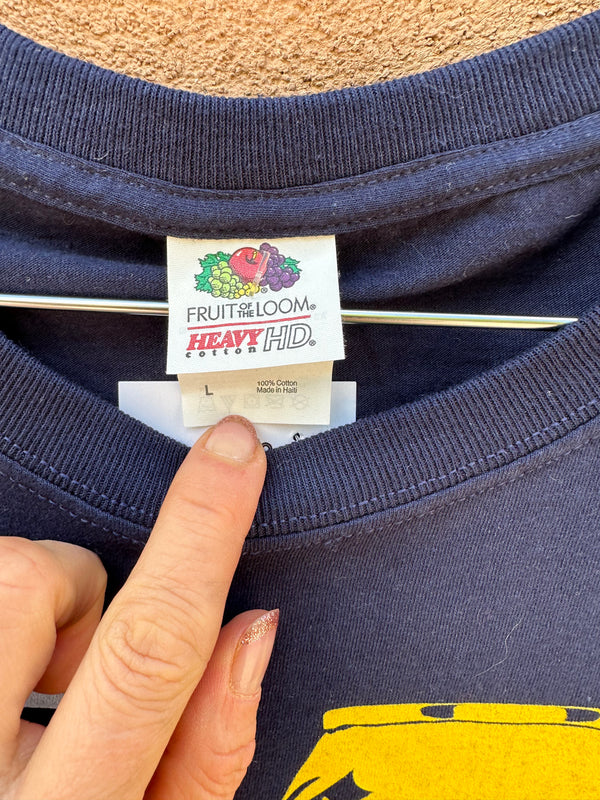 FRUIT OF THE LOOM®
HEAVY HD®
cotton
L
100% Cotton
Made in Haiti